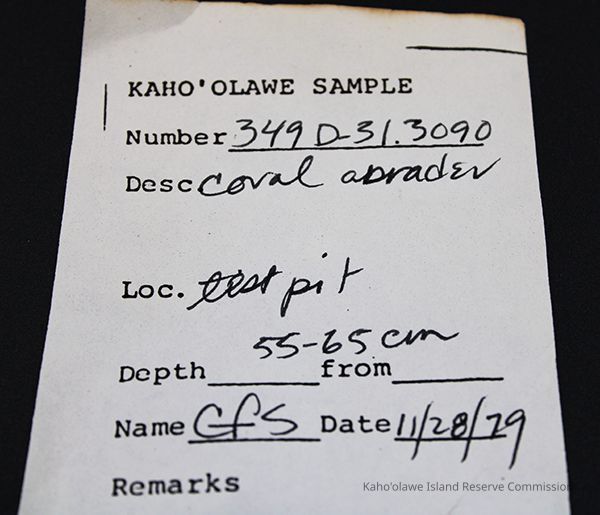 KAHO'OLAWE SAMPLE
Number 349 D-31.3090
Desc coral abrader
Loc. test pit
55-65 cm
Depth from
Name GFS Date 11/28/79
Remarks
Kaho'olawe Island Reserve Commission